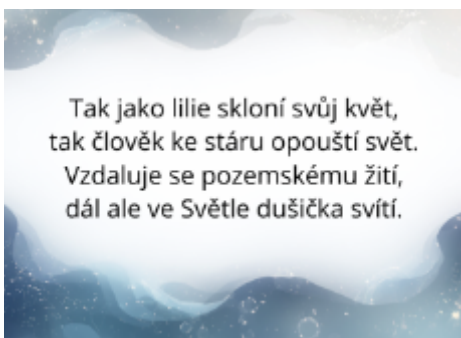 Tak jako lilie skloní svůj květ,
tak člověk ke stáru opouští svět.
Vzdaluje se pozemskému žití,
dál ale ve Světle dušička svítí.